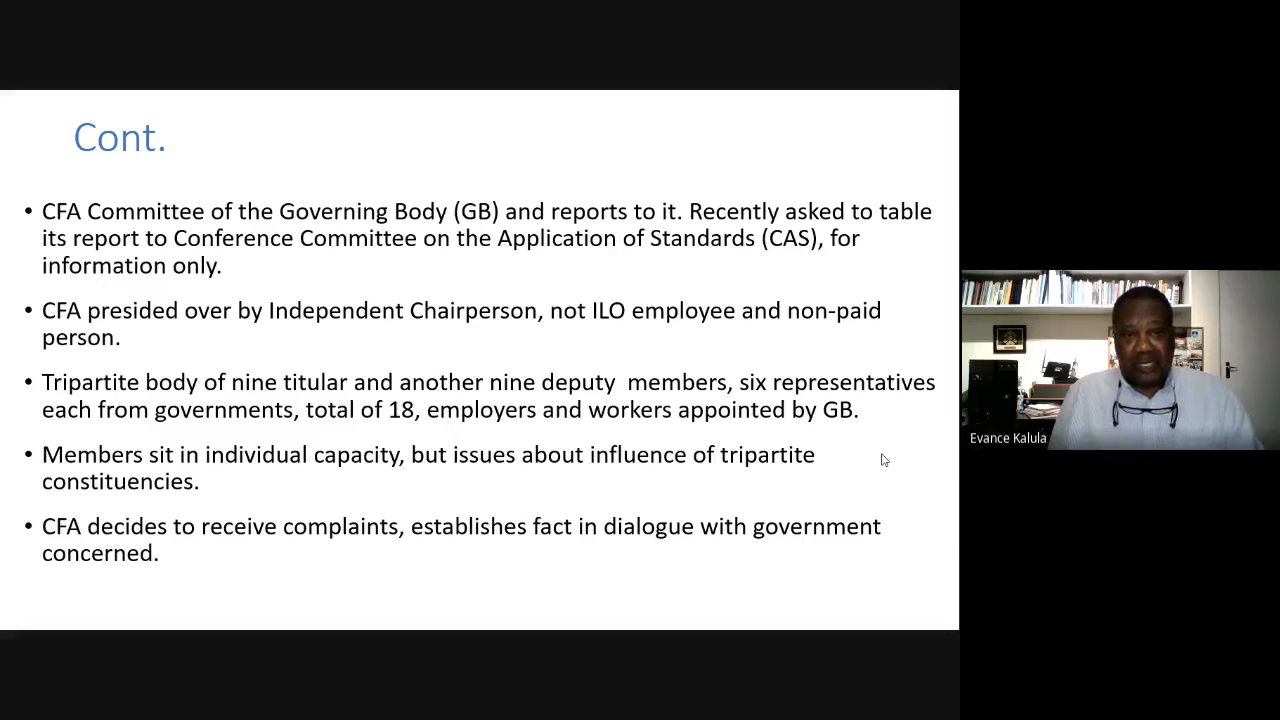 Cont.
• CFA Committee of the Governing Body (GB) and reports to it. Recently asked to table
its report to Conference Committee on the Application of Standards (CAS), for
information only.
• CFA presided over by Independent Chairperson, not ILO employee and non-paid
person.
• Tripartite body of nine titular and another nine deputy  members, six representatives
each from governments, total of 18, employers and workers appointed by GB.
• Members sit in individual capacity, but issues about influence of tripartite
constituencies.
• CFA decides to receive complaints, establishes fact in dialogue with government
concerned.
Evance Kalula